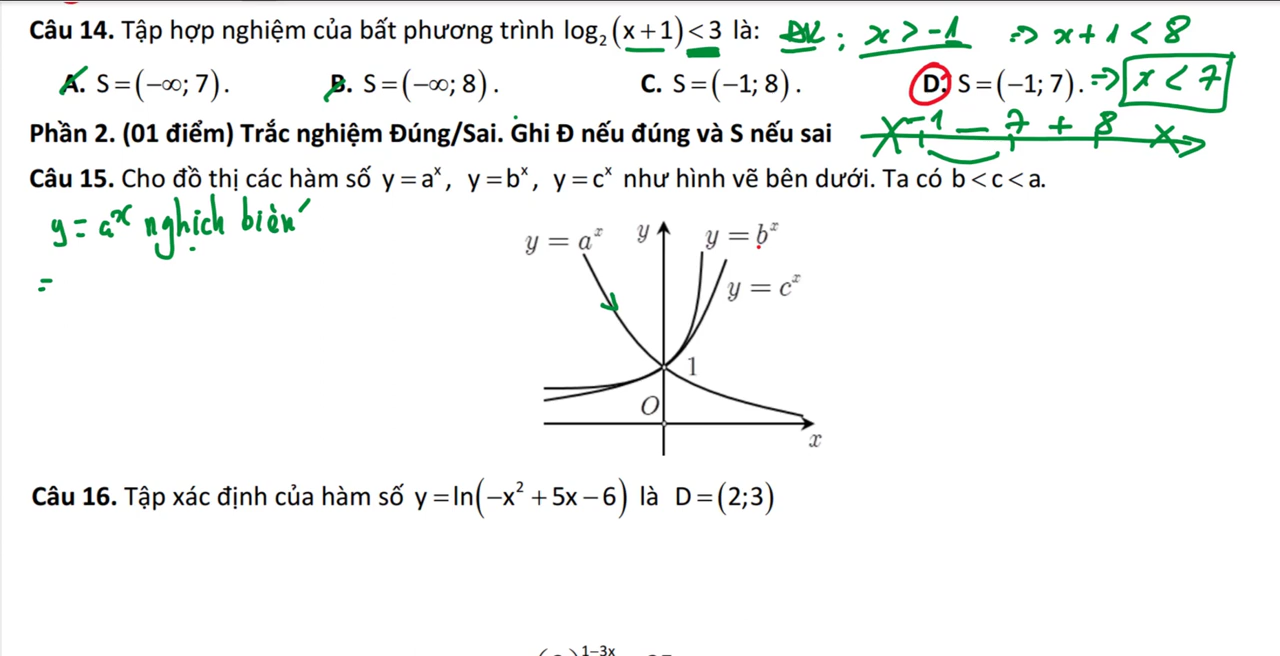 Câu 14. Tập hợp nghiệm của bất phương trình log₂(x+1)<3 là: ĐK : x > -1 => x + 1 < 8
A. S=(−∞; 7). B. S=(−∞; 8). C. S=(−1; 8). D. S=(−1; 7). => x < 7
Phần 2. (01 điểm) Trắc nghiệm Đúng/Sai. Ghi Đ nếu đúng và S nếu sai
-1 − 7 + 8
Câu 15. Cho đồ thị các hàm số y=aˣ, y=bˣ, y=cˣ như hình vẽ bên dưới. Ta có b<c<a.
y = aˣ nghịch biến
=
y = aˣ y y = bˣ
y = cˣ
1
O
x
Câu 16. Tập xác định của hàm số y=ln(−x²+5x−6) là D=(2;3)
1−3x